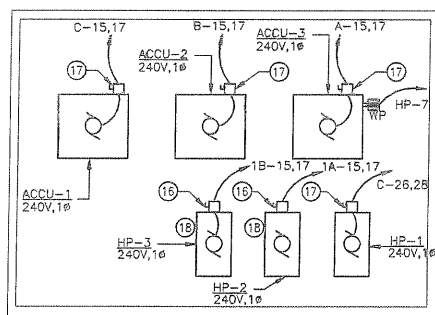 C-15,17
B-15,17
A-15,17
ACCU-2
240V,1ø
ACCU-3
240V,1ø
17
17
17
HP-7
WP
ACCU-1
240V,1ø
1B-15,17
1A-15,17
C-26,28
16
16
17
18
18
HP-3
240V,1ø
HP-1
240V,1ø
HP-2
240V,1ø